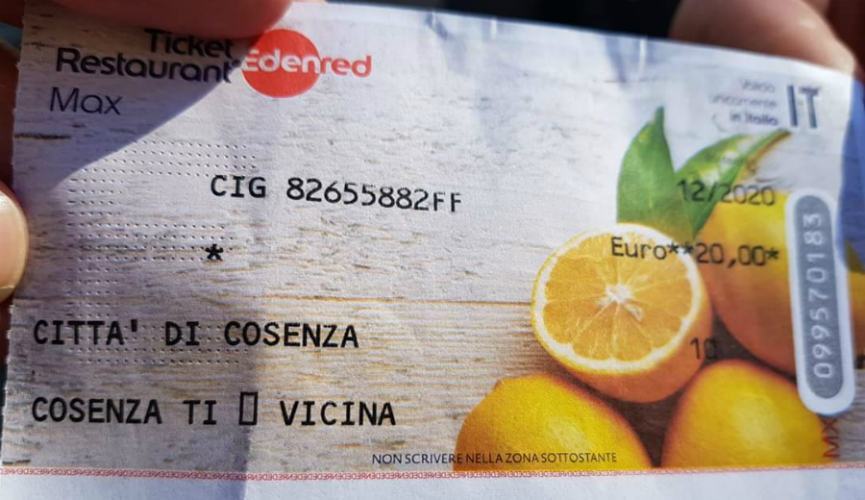 Ticket
Restaurant Edenred
Max
Valido
unicamente
in Italia
IT
CIG 82655882FF
12/2020
*
Euro**20,00*
099570183
CITTA' DI COSENZA
10
COSENZA TI ▯ VICINA
MX
NON SCRIVERE NELLA ZONA SOTTOSTANTE